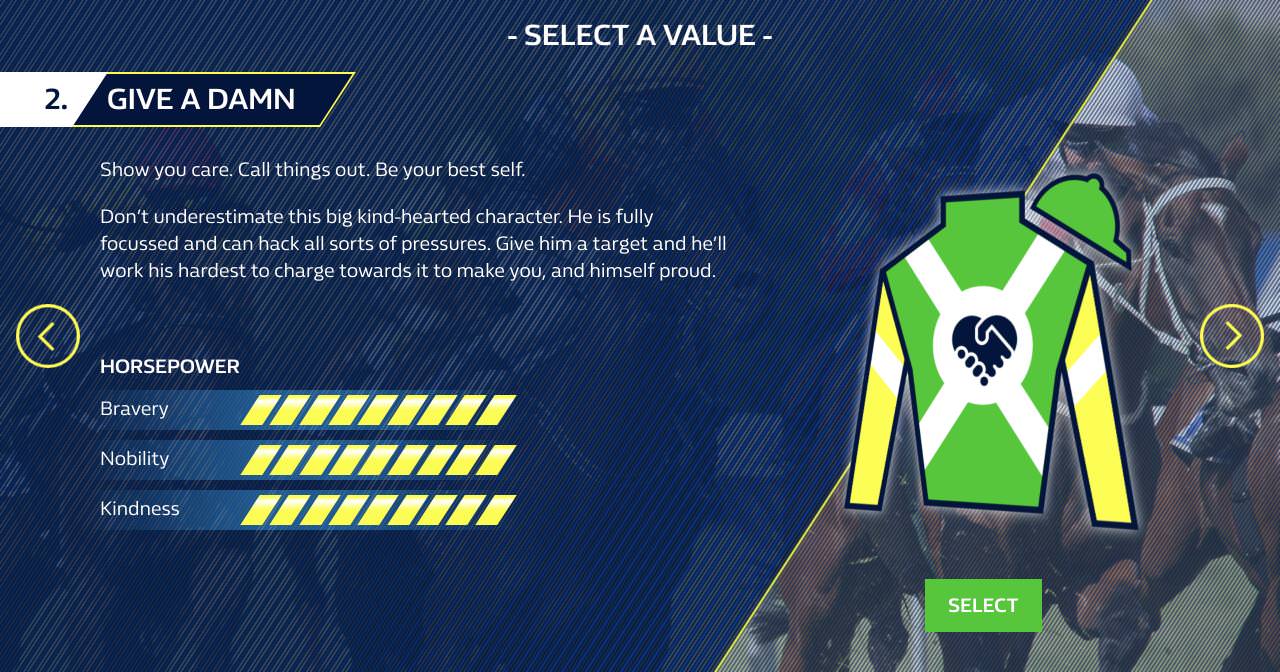 - SELECT A VALUE -
2. GIVE A DAMN
Show you care. Call things out. Be your best self.
Don’t underestimate this big kind-hearted character. He is fully
focussed and can hack all sorts of pressures. Give him a target and he’ll
work his hardest to charge towards it to make you, and himself proud.
HORSEPOWER
Bravery
Nobility
Kindness
SELECT